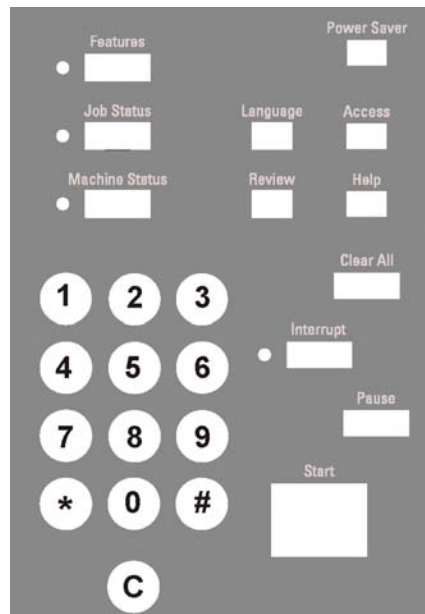 Power Saver
Features
Job Status
Language
Access
Machine Status
Review
Help
Clear All
1 2 3
Interrupt
4 5 6
Pause
7 8 9
Start
* 0 #
C